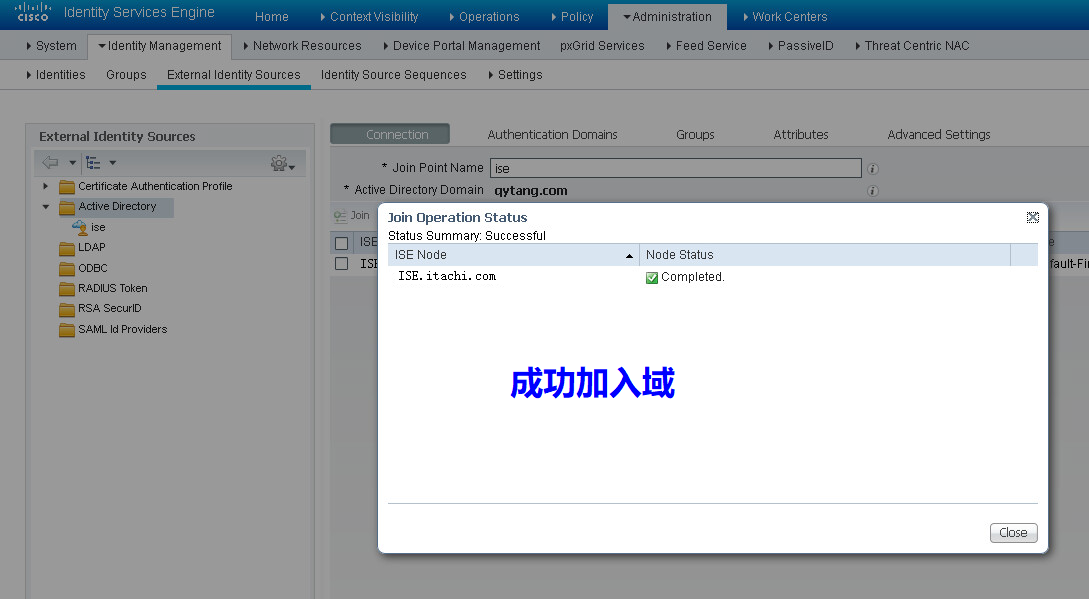 CISCO Identity Services Engine Home Context Visibility Operations Policy Administration Work Centers
System Identity Management Network Resources Device Portal Management pxGrid Services Feed Service PassiveID Threat Centric NAC
Identities Groups External Identity Sources Identity Source Sequences Settings
External Identity Sources
Certificate Authentication Profile
Active Directory
ise
LDAP
ODBC
RADIUS Token
RSA SecurID
SAML Id Providers
Connection Authentication Domains Groups Attributes Advanced Settings
* Join Point Name ise
* Active Directory Domain qytang.com
Join
Join Operation Status
Status Summary: Successful
ISE Node Node Status
ISE.itachi.com Completed.
成功加入域
Close